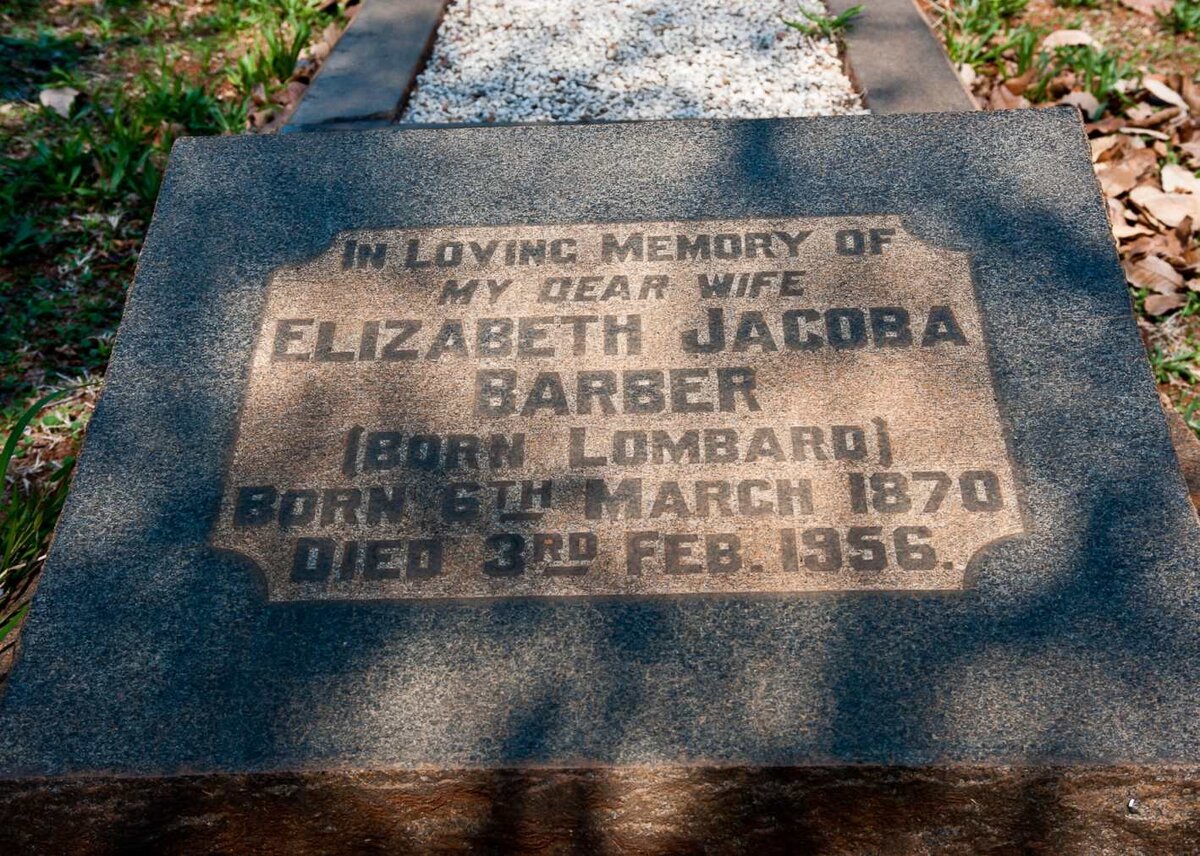 In Loving Memory of
my dear wife
Elizabeth Jacoba
Barber
(Born Lombard)
Born 6th March 1870
Died 3rd Feb. 1956.